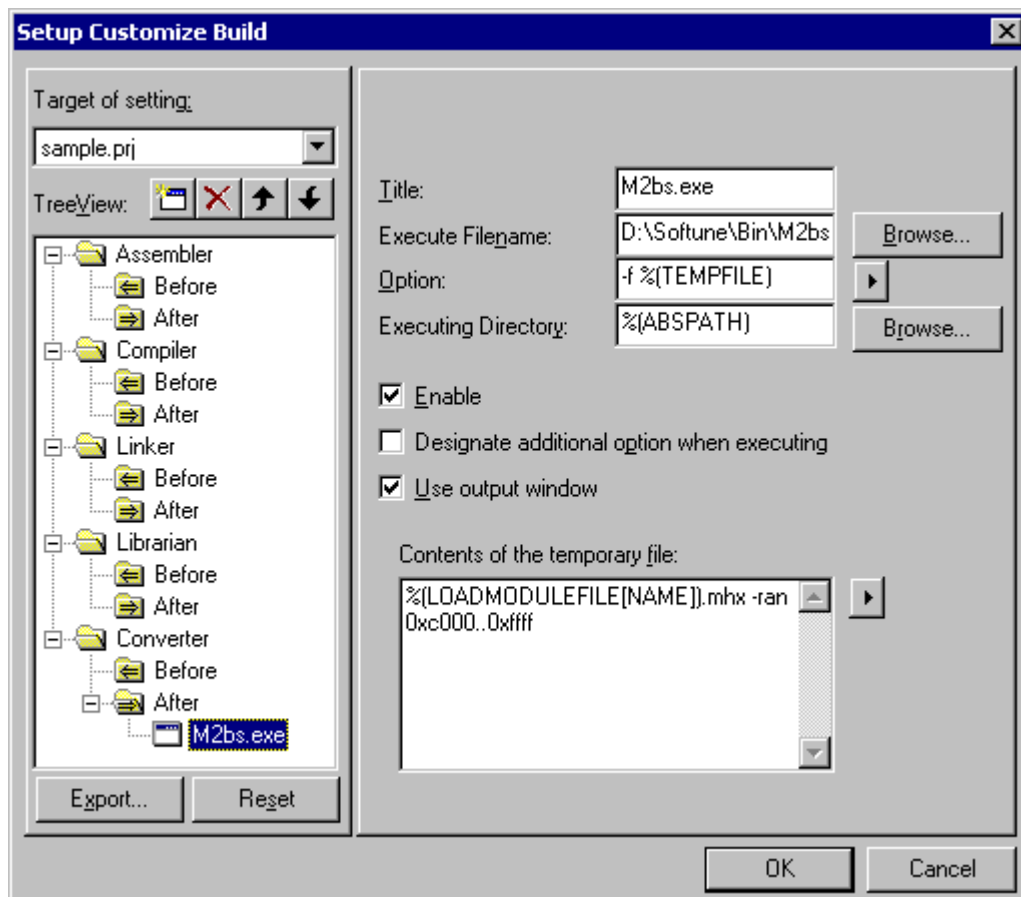 Setup Customize Build
Target of setting:
sample.prj
TreeView:
Assembler
Before
After
Compiler
Before
After
Linker
Before
After
Librarian
Before
After
Converter
Before
After
M2bs.exe
Export...
Reset
Title:
M2bs.exe
Execute Filename:
D:\Softune\Bin\M2bs
Browse...
Option:
-f %(TEMPFILE)
Executing Directory:
%(ABSPATH)
Browse...
Enable
Designate additional option when executing
Use output window
Contents of the temporary file:
%(LOADMODULEFILE[NAME]).mhx -ran
0xc000..0xffff
OK
Cancel